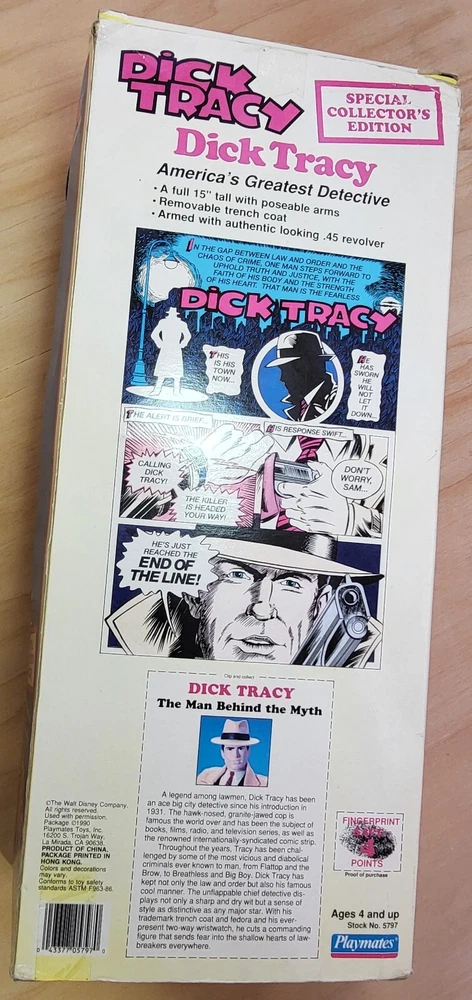 DICK
TRACY
SPECIAL
COLLECTOR'S
EDITION
Dick Tracy
America's Greatest Detective
• A full 15" tall with poseable arms
• Removable trench coat
• Armed with authentic looking .45 revolver
IN THE GAP BETWEEN LAW AND ORDER AND THE
CHAOS OF CRIME, ONE MAN STEPS FORWARD TO
UPHOLD TRUTH AND JUSTICE, WITH THE
FAITH OF HIS BODY AND THE STRENGTH
OF HIS HEART. THAT MAN IS THE FEARLESS
DICK TRACY
THIS
IS HIS
TOWN
NOW...
HE
HAS
SWORN
HE
WILL
NOT
LET
IT
DOWN...
THE ALERT IS BRIEF...
HIS RESPONSE SWIFT...
CALLING
DICK
TRACY!
THE KILLER
IS HEADED
YOUR WAY!
DON'T
WORRY,
SAM...
HE'S JUST
REACHED THE
END OF
THE LINE!
Clip and collect
DICK TRACY
The Man Behind the Myth
A legend among lawmen, Dick Tracy has been
an ace big city detective since his introduction in
1931. The hawk-nosed, granite-jawed cop is
famous the world over and has been the subject of
books, films, radio, and television series, as well as
the renowned internationally-syndicated comic strip.
Throughout the years, Tracy has been chal-
lenged by some of the most vicious and diabolical
criminals ever known to man, from Flattop and the
Brow, to Breathless and Big Boy. Dick Tracy has
kept not only the law and order but also his famous
cool manner. The unflappable chief detective dis-
plays not only a sharp and dry wit but a sense of
style as distinctive as any major star. With his
trademark trench coat and fedora and his ever-
present two-way wristwatch, he cuts a commanding
figure that sends fear into the shallow hearts of law-
breakers everywhere.
©The Walt Disney Company.
All rights reserved.
Used with permission.
Package ©1990
Playmates Toys, Inc.
16200 S. Trojan Way,
La Mirada, CA 90638.
PRODUCT OF CHINA.
PACKAGE PRINTED IN
HONG KONG.
Colors and decorations
may vary.
Conforms to toy safety
standards ASTM F963-86.
0 43377 05797 0
FINGERPRINT
POINTS
Proof of purchase
Ages 4 and up
Stock No. 5797
Playmates